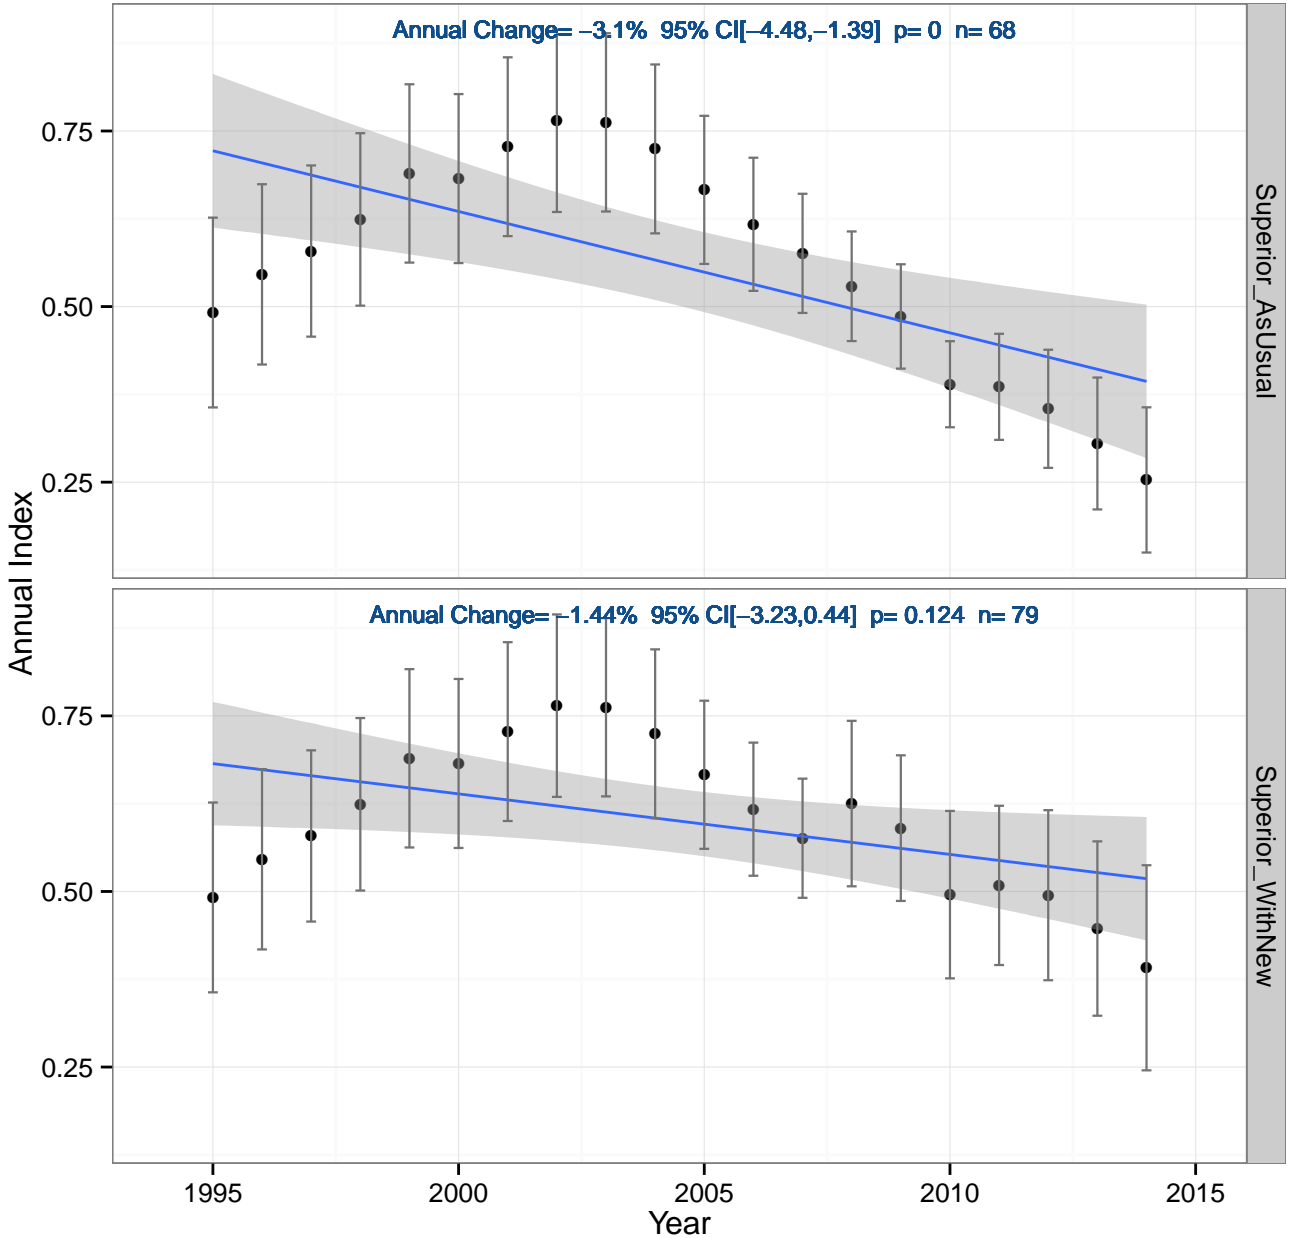 Annual Change= −3.1%  95% CI[−4.48,−1.39]  p= 0  n= 68
0.75
0.50
0.25
Superior_AsUsual
Annual Index
Annual Change= −1.44%  95% CI[−3.23,0.44]  p= 0.124  n= 79
0.75
0.50
0.25
Superior_WithNew
1995 2000 2005 2010 2015
Year